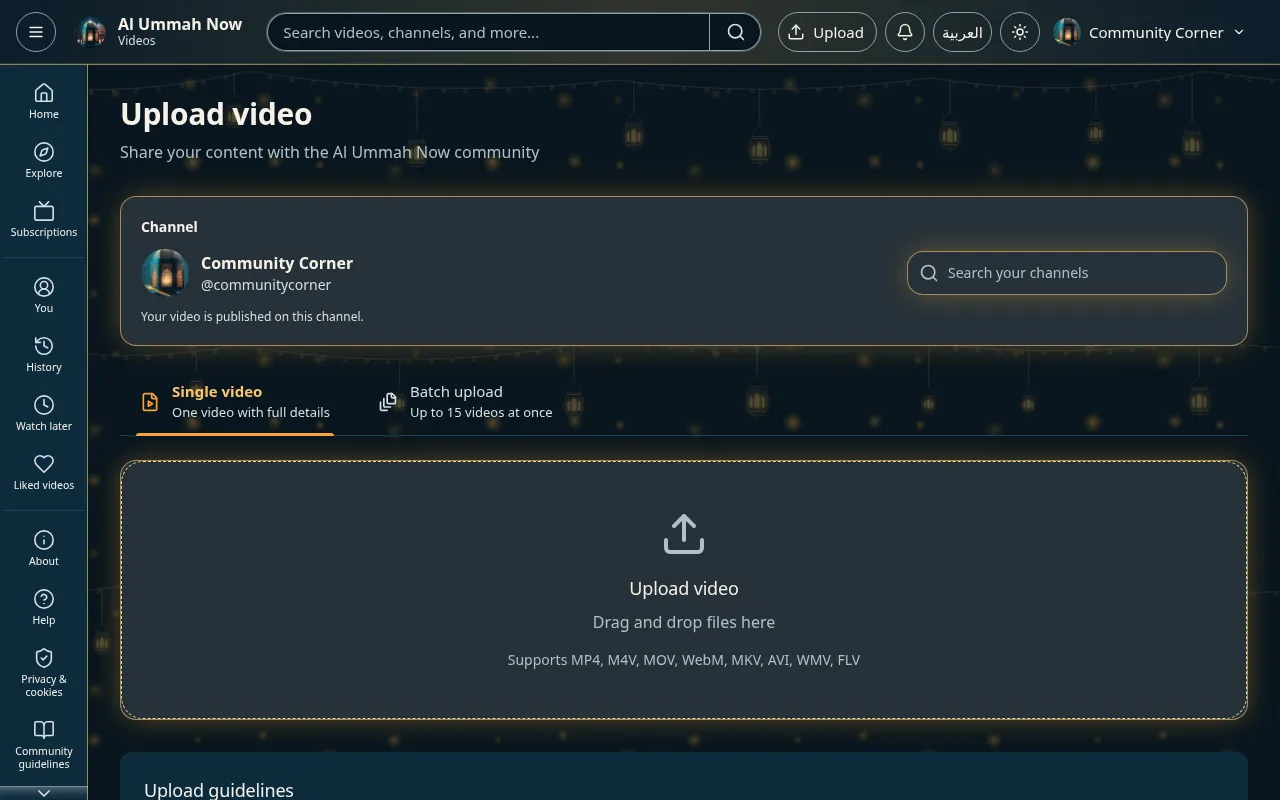 Al Ummah Now
Videos
Search videos, channels, and more...
Upload
العربية
Community Corner
Home
Explore
Subscriptions
You
History
Watch later
Liked videos
About
Help
Privacy &
cookies
Community
guidelines
Upload video
Share your content with the Al Ummah Now community
Channel
Community Corner
@communitycorner
Search your channels
Your video is published on this channel.
Single video
One video with full details
Batch upload
Up to 15 videos at once
Upload video
Drag and drop files here
Supports MP4, M4V, MOV, WebM, MKV, AVI, WMV, FLV
Upload guidelines